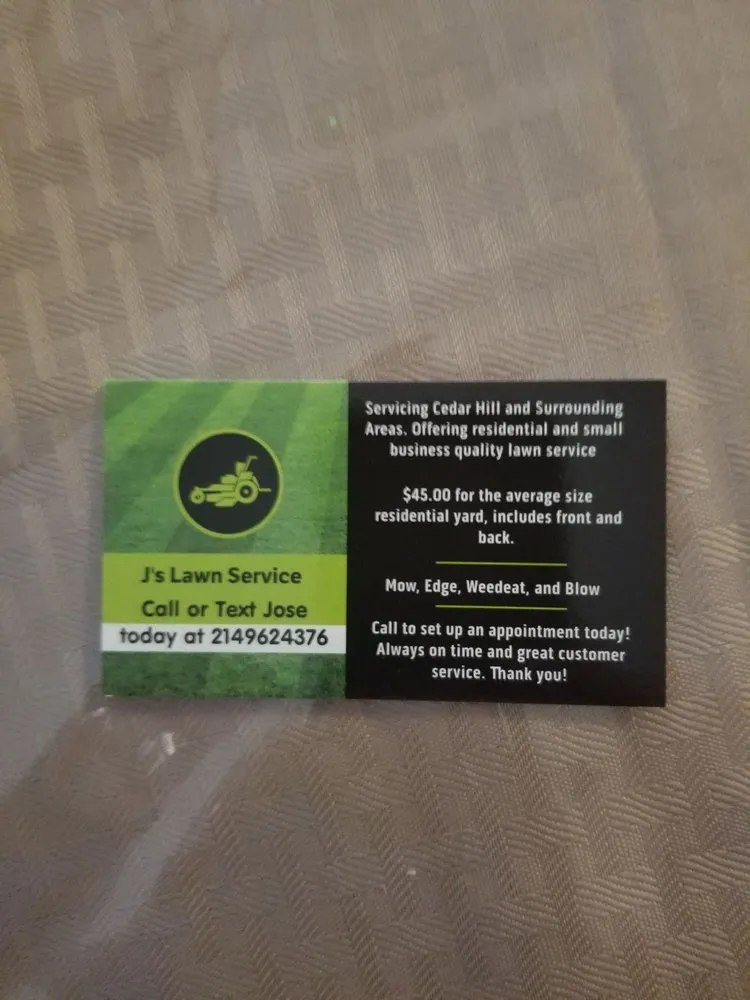 J's Lawn Service
Call or Text Jose
today at 2149624376
Servicing Cedar Hill and Surrounding
Areas. Offering residential and small
business quality lawn service
$45.00 for the average size
residential yard, includes front and
back.
Mow, Edge, Weedeat, and Blow
Call to set up an appointment today!
Always on time and great customer
service. Thank you!